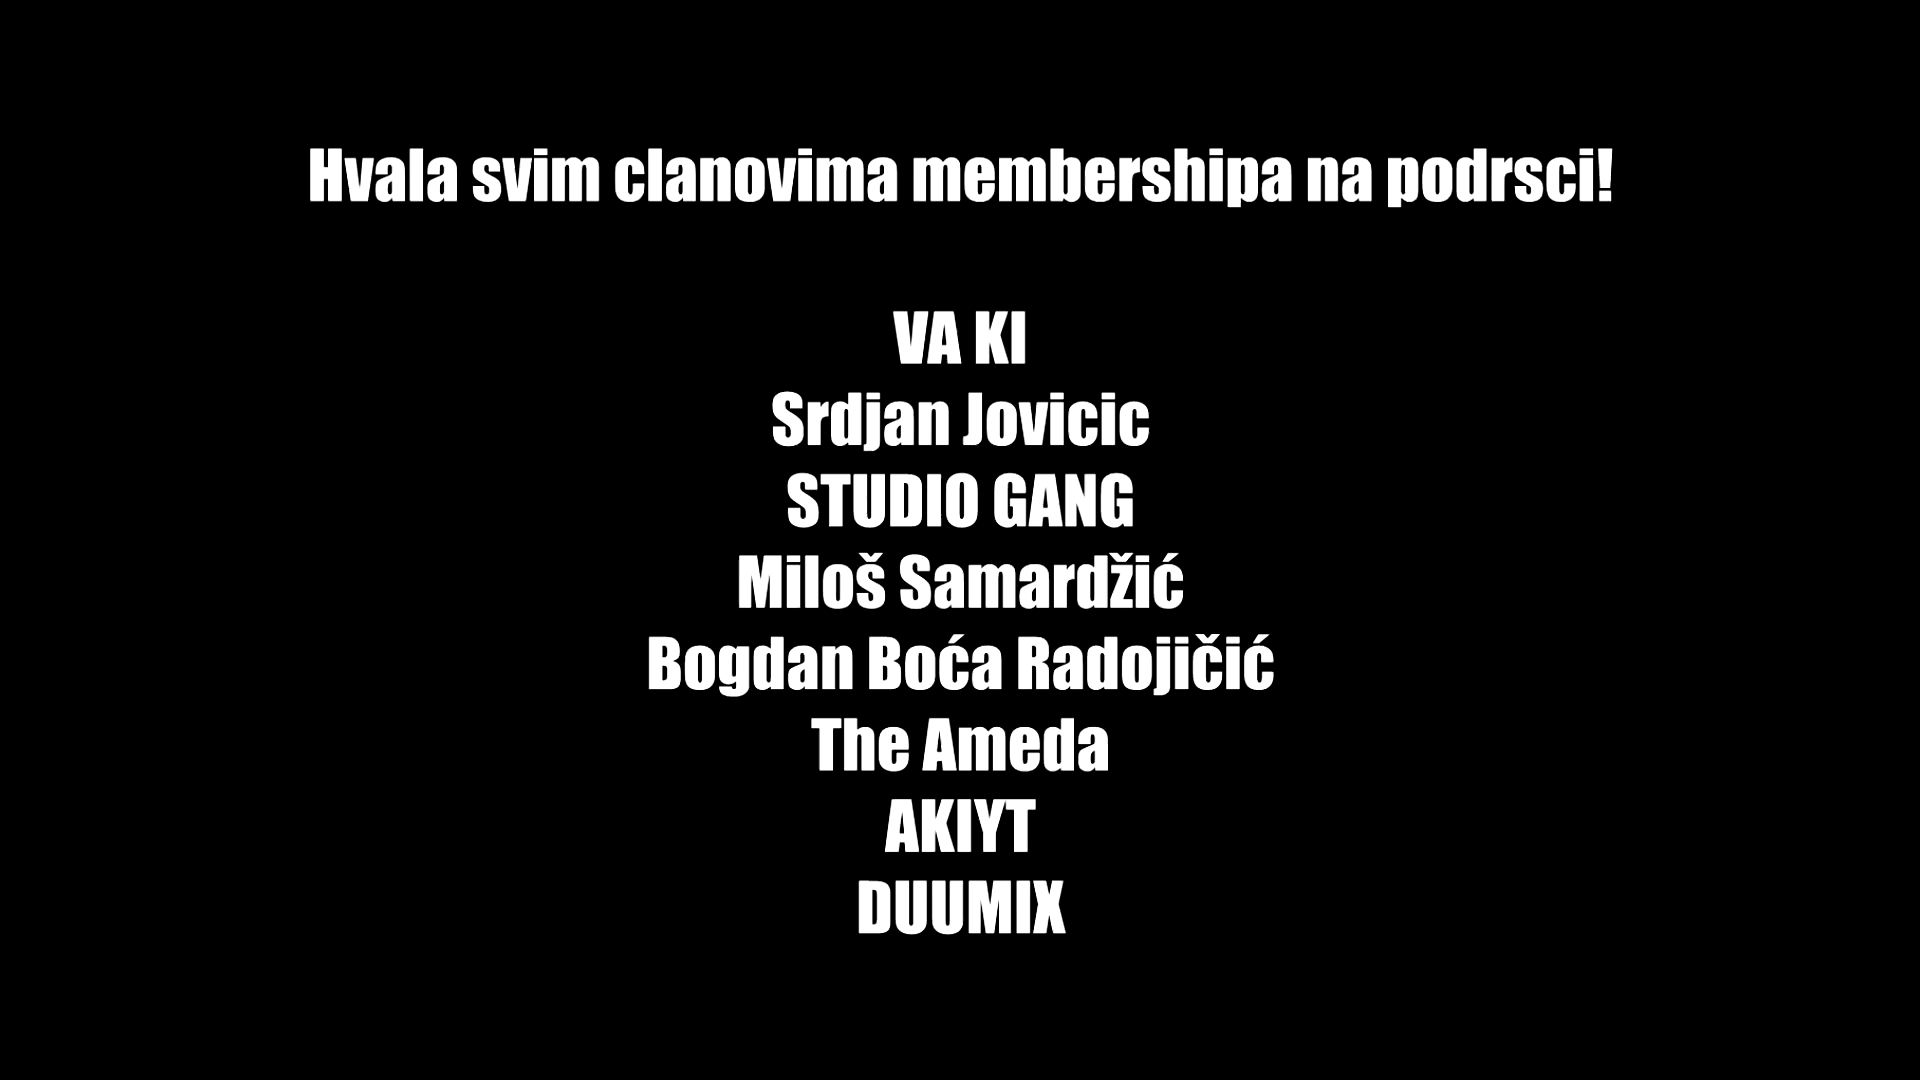 Hvala svim clanovima membershipa na podrsci!
VA KI
Srdjan Jovicic
STUDIO GANG
Miloš Samardžić
Bogdan Boća Radojičić
The Ameda
AKIYT
DUUMIX